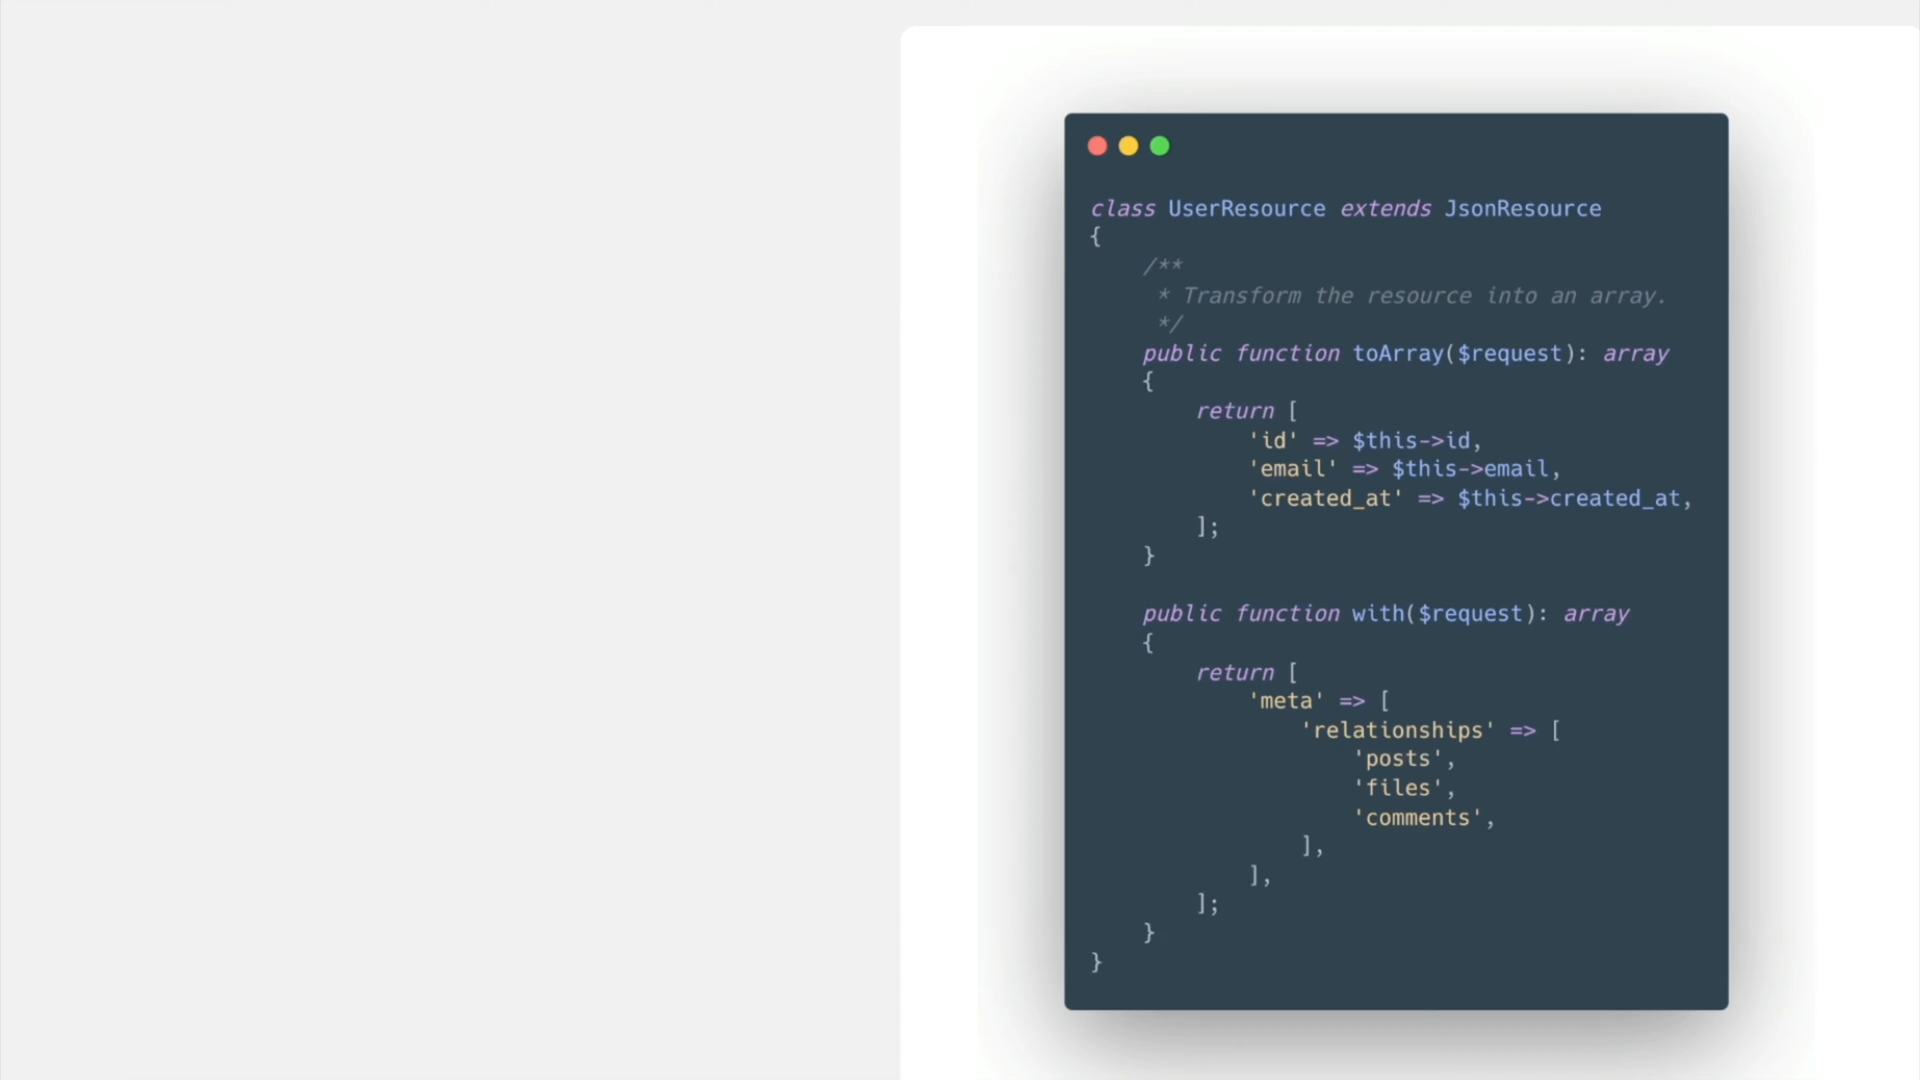 class UserResource extends JsonResource
{
    /**
     * Transform the resource into an array.
     */
    public function toArray($request): array
    {
        return [
            'id' => $this->id,
            'email' => $this->email,
            'created_at' => $this->created_at,
        ];
    }

    public function with($request): array
    {
        return [
            'meta' => [
                'relationships' => [
                    'posts',
                    'files',
                    'comments',
                ],
            ],
        ];
    }
}